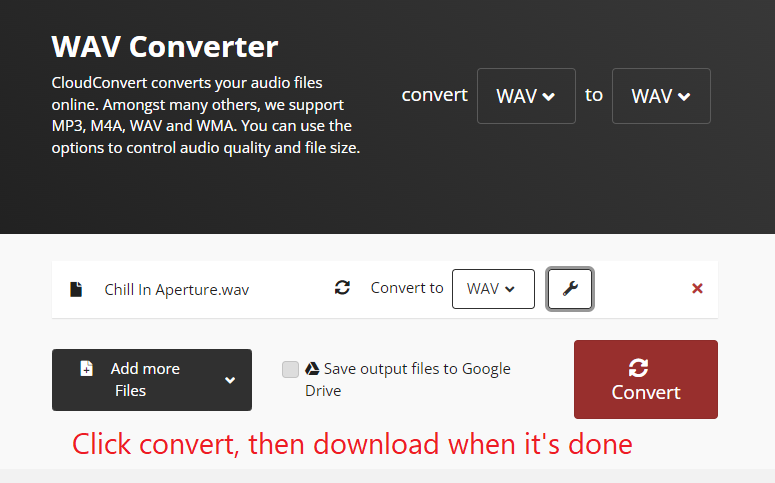 WAV Converter
CloudConvert converts your audio files
online. Amongst many others, we support
MP3, M4A, WAV and WMA. You can use the
options to control audio quality and file size.
convert WAV to WAV
Chill In Aperture.wav Convert to WAV
Add more
Files
Save output files to Google
Drive
Convert
Click convert, then download when it's done